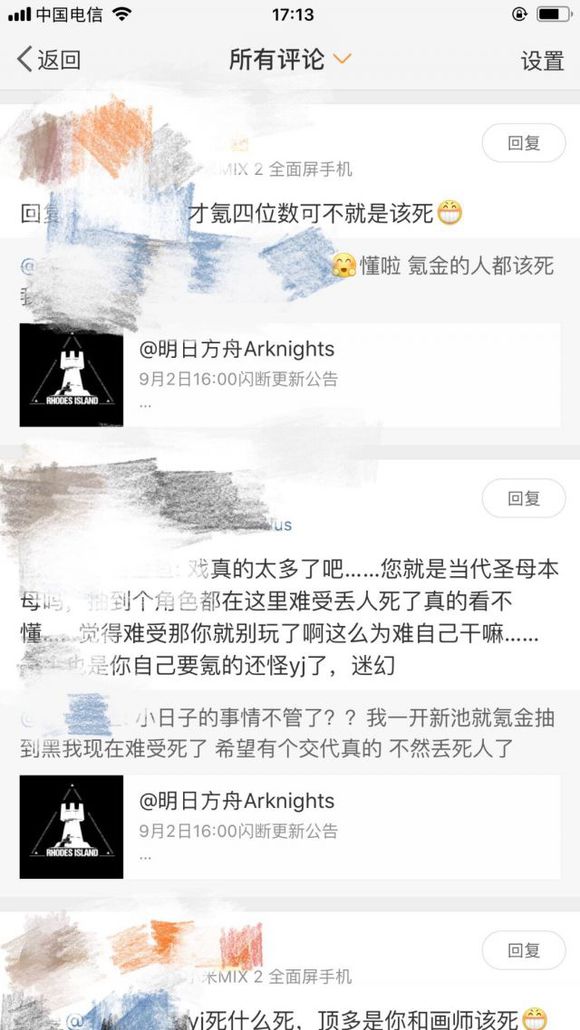 中国电信
17:13
返回
所有评论
设置
回复
MIX 2 全面屏手机
回复 才氪四位数可不就是该死
@ 懂啦 氪金的人都该死
我
@明日方舟Arknights
9月2日16:00闪断更新公告
...
RHODES ISLAND
回复
lus
: 戏真的太多了吧……您就是当代圣母本
母吗，抽到个角色都在这里难受丢人死了真的看不
懂……觉得难受那你就别玩了啊这么为难自己干嘛……
也是你自己要氪的还怪yj了，迷幻
@ : 小日子的事情不管了？？我一开新池就氪金抽
到黑我现在难受死了 希望有个交代真的 不然丢死人了
@明日方舟Arknights
9月2日16:00闪断更新公告
...
RHODES ISLAND
回复
米MIX 2 全面屏手机
@ yj死什么死，顶多是你和画师该死